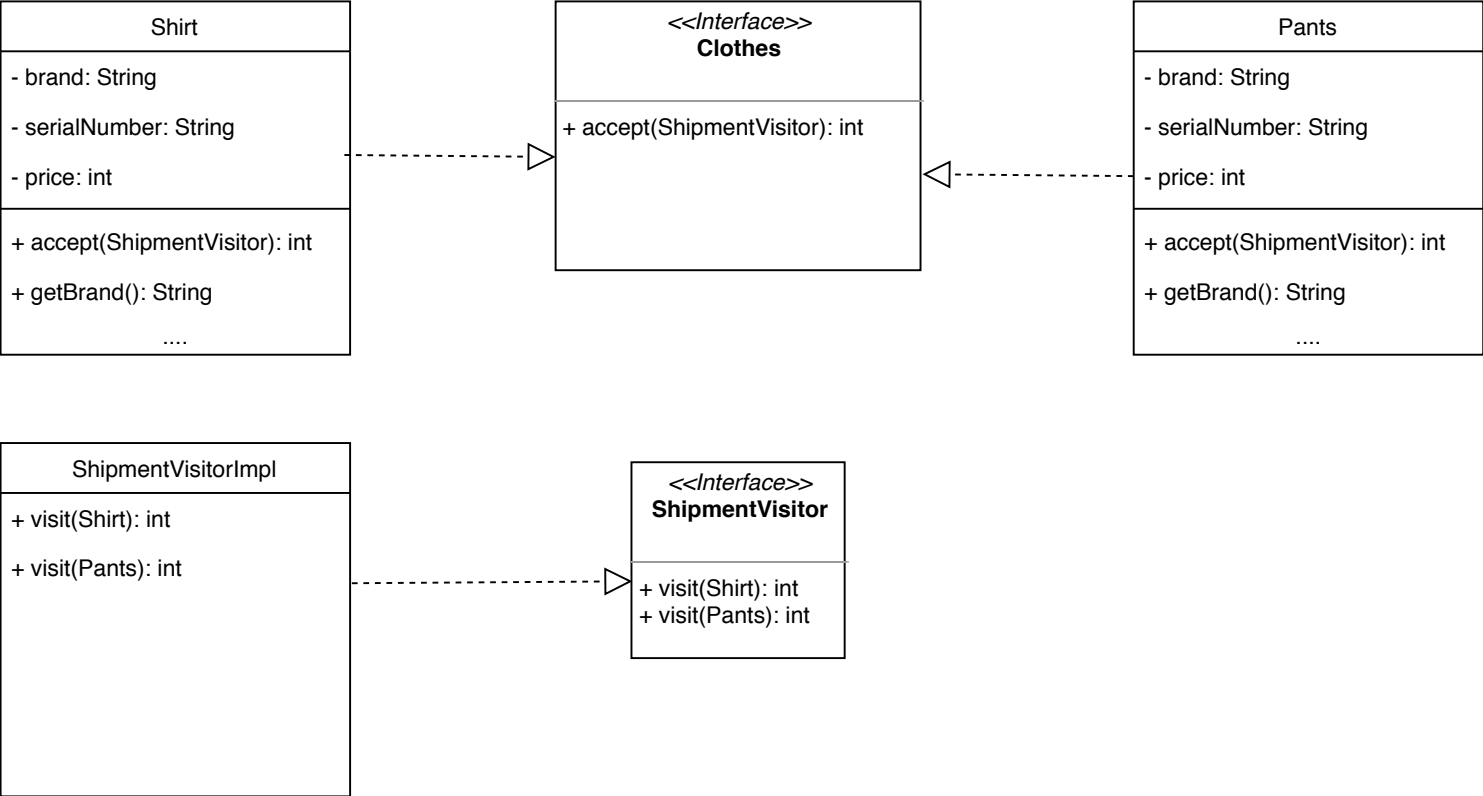 Shirt
- brand: String
- serialNumber: String
- price: int
+ accept(ShipmentVisitor): int
+ getBrand(): String
....
<<Interface>>
Clothes
+ accept(ShipmentVisitor): int
Pants
- brand: String
- serialNumber: String
- price: int
+ accept(ShipmentVisitor): int
+ getBrand(): String
....
ShipmentVisitorImpl
+ visit(Shirt): int
+ visit(Pants): int
<<Interface>>
ShipmentVisitor
+ visit(Shirt): int
+ visit(Pants): int